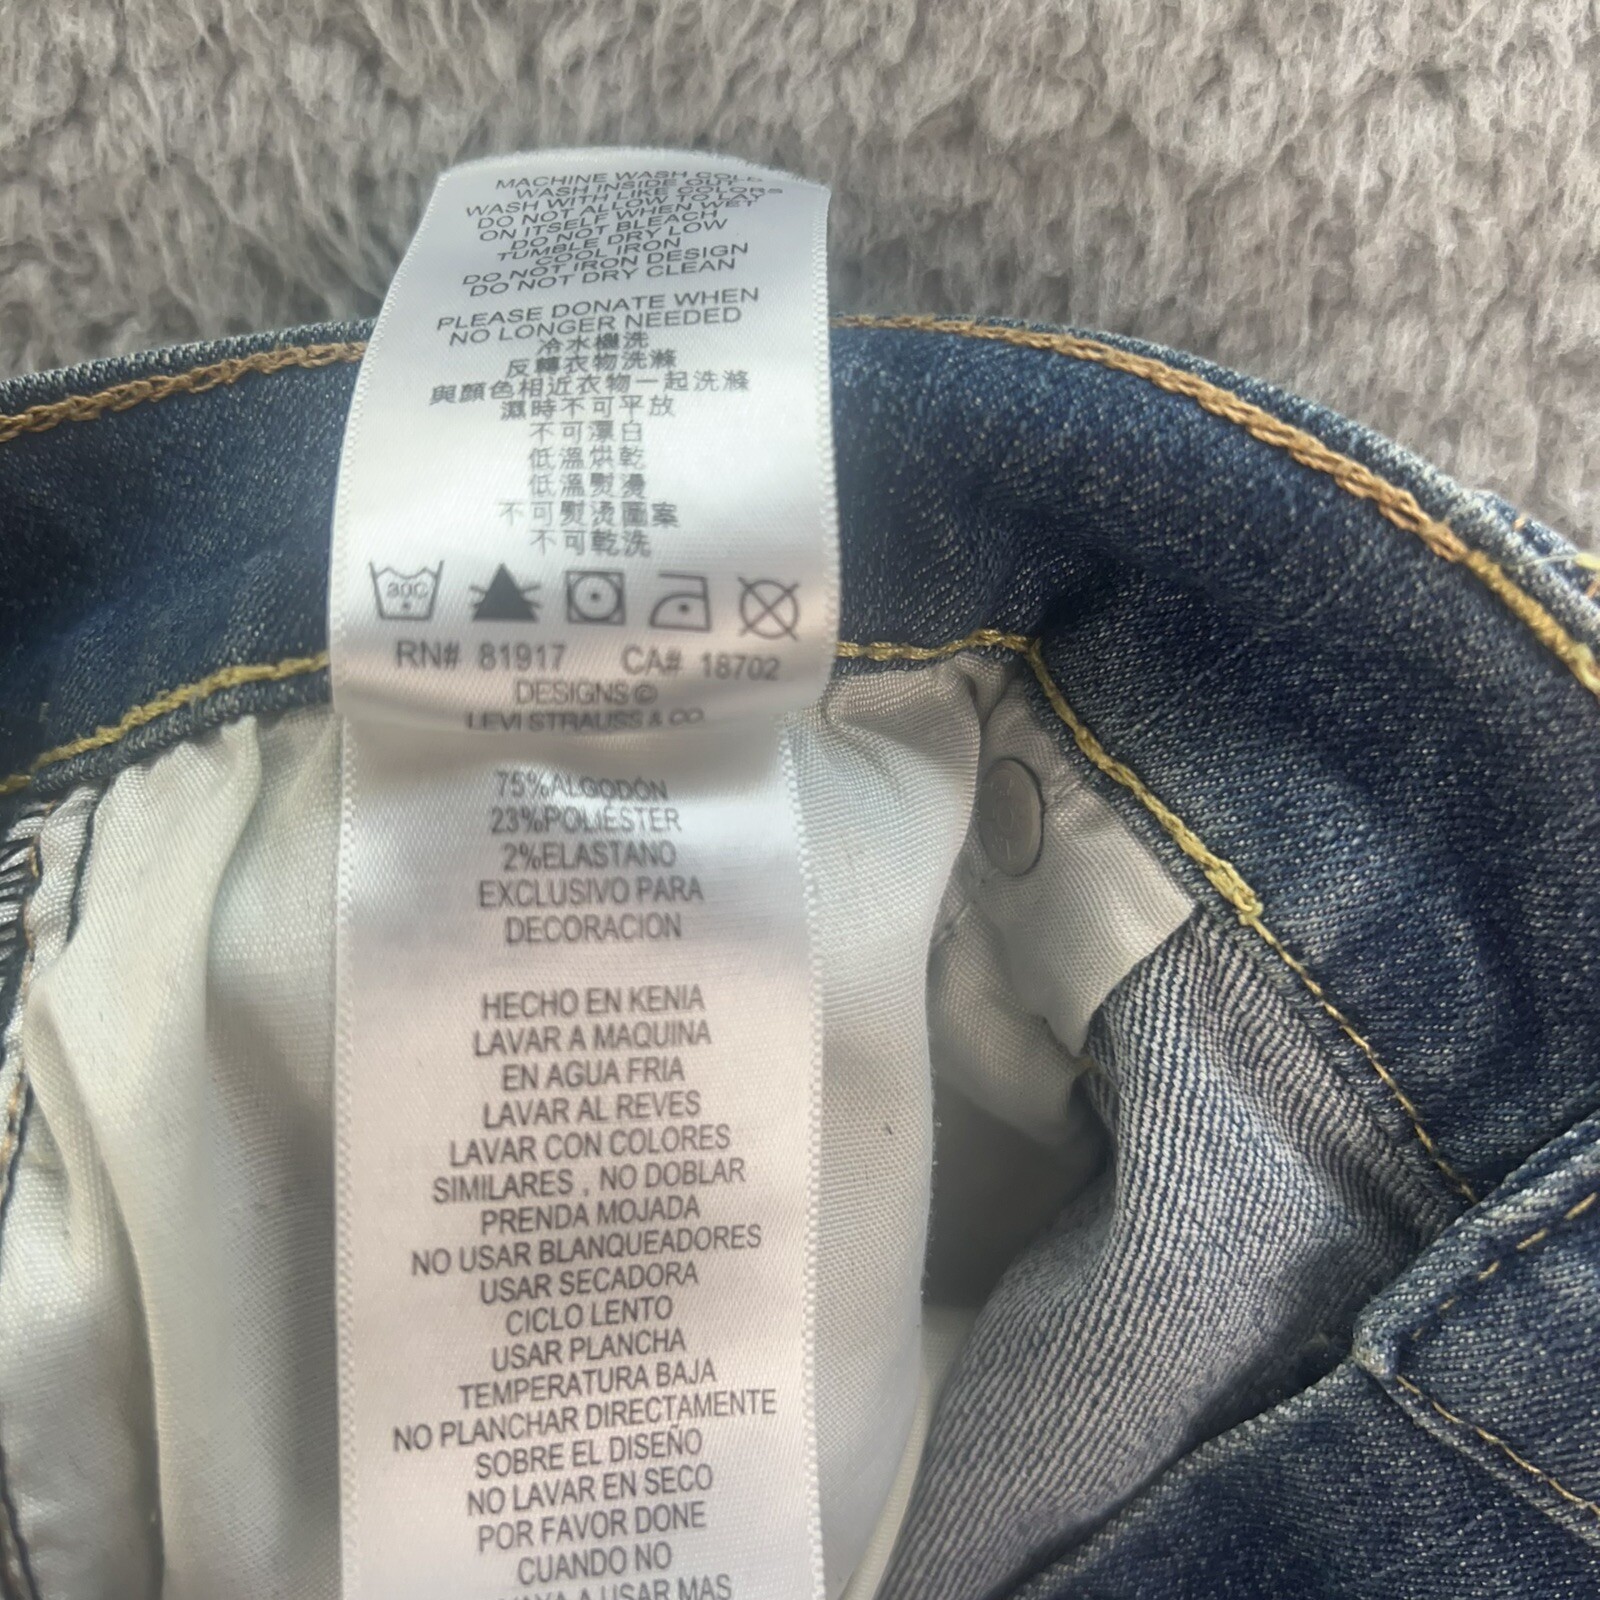 MACHINE WASH COLD
WASH INSIDE OUT
WASH WITH LIKE COLORS
DO NOT ALLOW TO LAY
ON ITSELF WHEN WET
DO NOT BLEACH
TUMBLE DRY LOW
COOL IRON
DO NOT IRON DESIGN
DO NOT DRY CLEAN
PLEASE DONATE WHEN
NO LONGER NEEDED
冷水機洗
反轉衣物洗滌
與顏色相近衣物一起洗滌
濕時不可平放
不可漂白
低溫烘乾
低溫熨燙
不可熨燙圖案
不可乾洗
30C
RN# 81917 CA# 18702
DESIGNS ©
LEVI STRAUSS & CO.
75%ALGODÓN
23%POLIÉSTER
2%ELASTANO
EXCLUSIVO PARA
DECORACION
HECHO EN KENIA
LAVAR A MAQUINA
EN AGUA FRIA
LAVAR AL REVES
LAVAR CON COLORES
SIMILARES , NO DOBLAR
PRENDA MOJADA
NO USAR BLANQUEADORES
USAR SECADORA
CICLO LENTO
USAR PLANCHA
TEMPERATURA BAJA
NO PLANCHAR DIRECTAMENTE
SOBRE EL DISEÑO
NO LAVAR EN SECO
POR FAVOR DONE
CUANDO NO
VAYA A USAR MAS